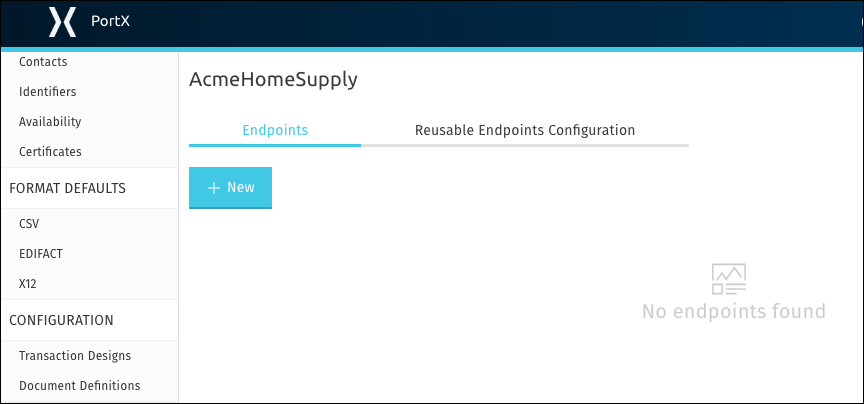 PortX
Contacts
Identifiers
Availability
Certificates
FORMAT DEFAULTS
CSV
EDIFACT
X12
CONFIGURATION
Transaction Designs
Document Definitions
AcmeHomeSupply
Endpoints
Reusable Endpoints Configuration
+ New
No endpoints found